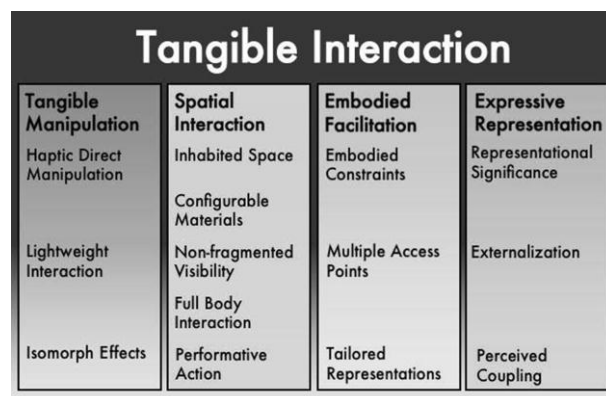 Tangible Interaction
Tangible
Manipulation
Haptic Direct
Manipulation
Lightweight
Interaction
Isomorph Effects
Spatial
Interaction
Inhabited Space
Configurable
Materials
Non-fragmented
Visibility
Full Body
Interaction
Performative
Action
Embodied
Facilitation
Embodied
Constraints
Multiple Access
Points
Tailored
Representations
Expressive
Representation
Representational
Significance
Externalization
Perceived
Coupling